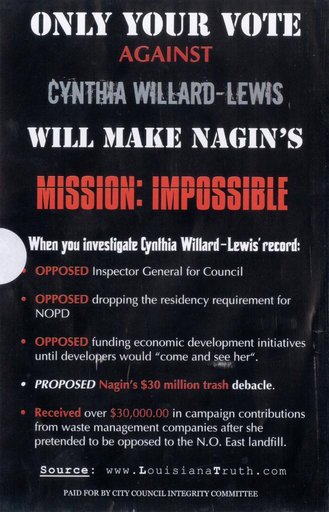 ONLY YOUR VOTE
AGAINST
CYNTHIA WILLARD-LEWIS
WILL MAKE NAGIN'S
MISSION: IMPOSSIBLE
When you investigate Cynthia Willard-Lewis' record:
• OPPOSED Inspector General for Council
• OPPOSED dropping the residency requirement for
NOPD
• OPPOSED funding economic development initiatives
until developers would "come and see her".
• PROPOSED Nagin's $30 million trash debacle.
• Received over $30,000.00 in campaign contributions
from waste management companies after she
pretended to be opposed to the N.O. East landfill.
Source: www.LouisianaTruth.com
PAID FOR BY CITY COUNCIL INTEGRITY COMMITTEE